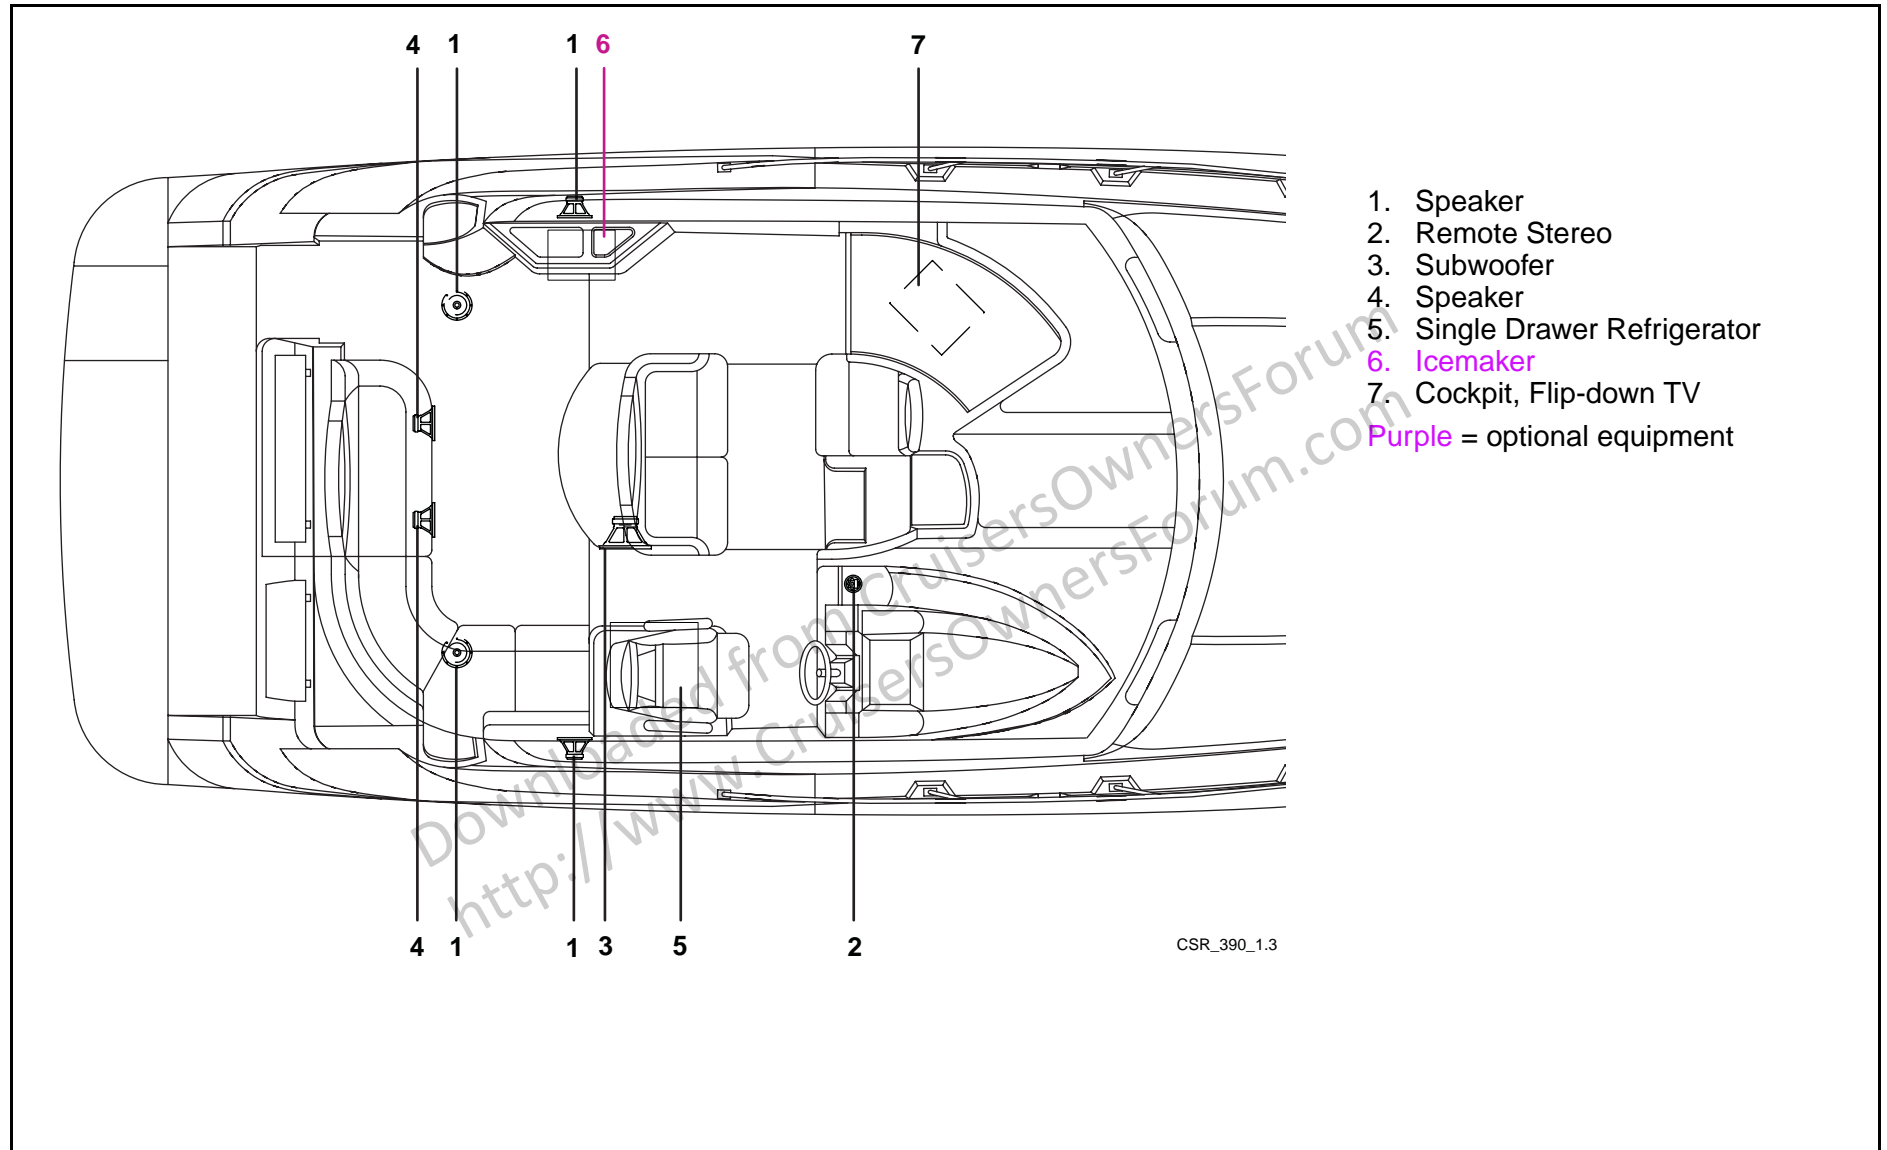 4 1 1 6 7
1. Speaker
2. Remote Stereo
3. Subwoofer
4. Speaker
5. Single Drawer Refrigerator
6. Icemaker
7. Cockpit, Flip-down TV
Purple = optional equipment
Downloaded from CruisersOwnersForum
http://www.CruisersOwnersForum.com
4 1 1 3 5 2
CSR_390_1.3